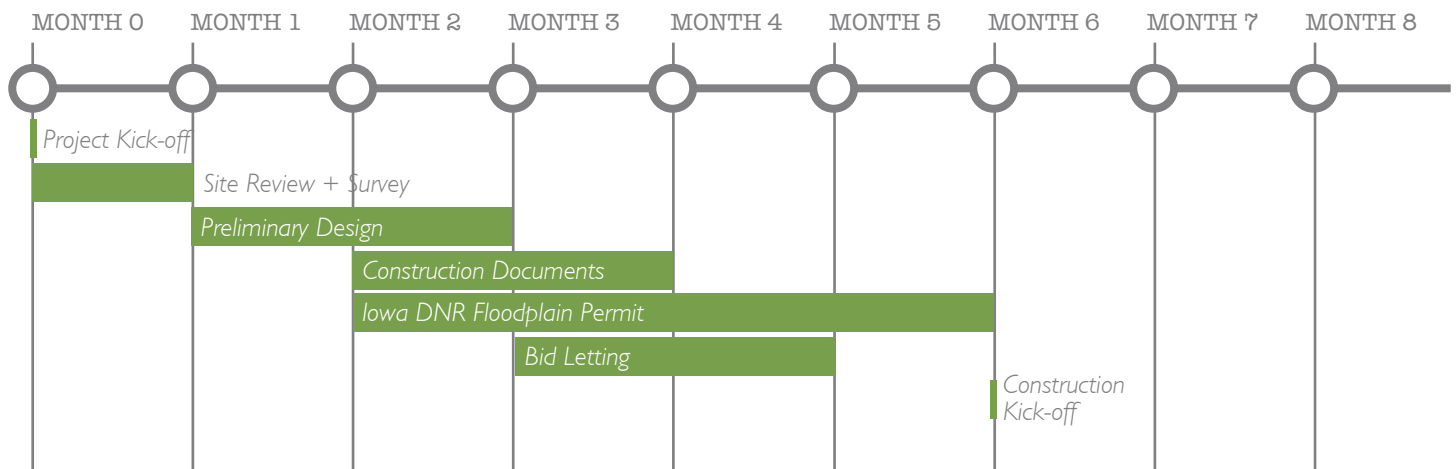 MONTH 0 MONTH 1 MONTH 2 MONTH 3 MONTH 4 MONTH 5 MONTH 6 MONTH 7 MONTH 8
Project Kick-off
Site Review + Survey
Preliminary Design
Construction Documents
Iowa DNR Floodplain Permit
Bid Letting
Construction
Kick-off